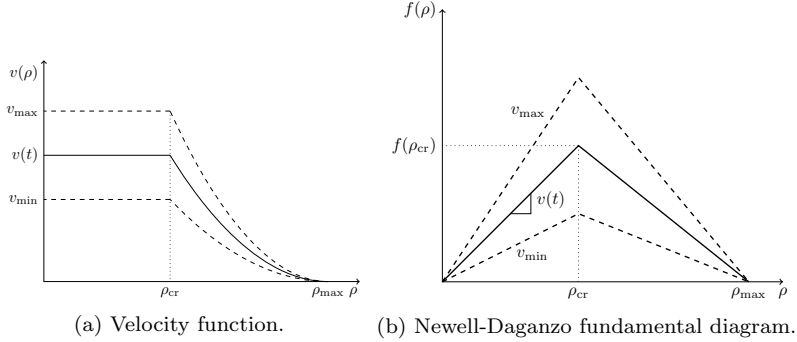 v(ρ)
v_max
v(t)
v_min
ρ_cr
ρ_max ρ
(a) Velocity function.
f(ρ)
v_max
f(ρ_cr)
v(t)
v_min
ρ_cr
ρ_max ρ
(b) Newell-Daganzo fundamental diagram.